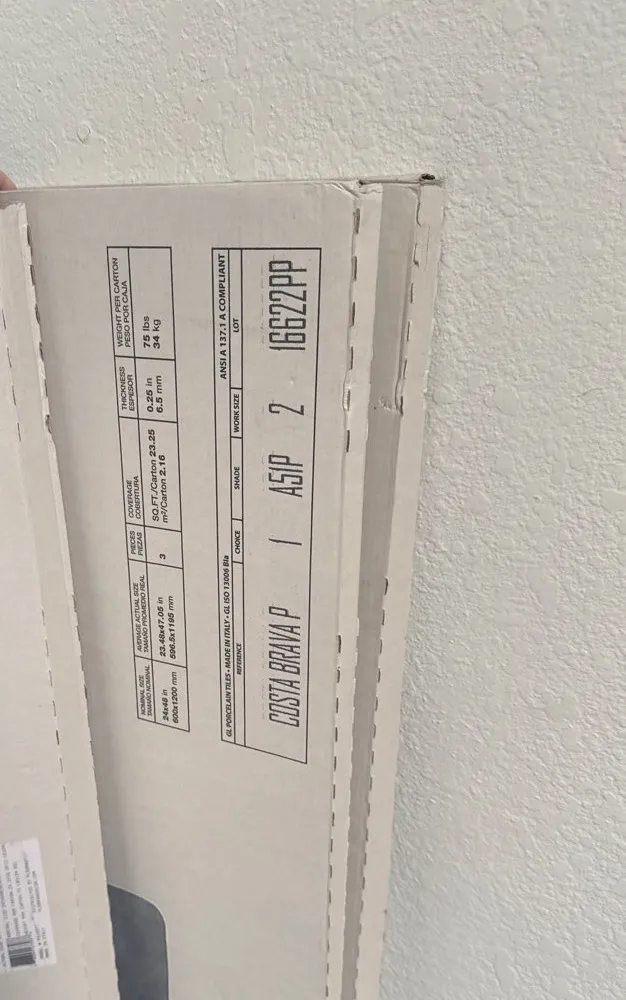 NOMINAL SIZE
TAMAÑO NOMINAL
24x48 in
600x1200 mm
AVERAGE ACTUAL SIZE
TAMAÑO PROMEDIO REAL
23.48x47.05 in
596.5x1195 mm
PIECES
PIEZAS
3
COVERAGE
COBERTURA
SQ.FT./Carton 23.25
m²/Carton 2.16
THICKNESS
ESPESOR
0.25 in
6.5 mm
WEIGHT PER CARTON
PESO POR CAJA
75 lbs
34 kg
GL PORCELAIN TILES - MADE IN ITALY - GL ISO 13006 BIa
ANSI A 137.1 A COMPLIANT
REFERENCE
CHOICE
SHADE
WORK SIZE
LOT
COSTA BRAVA P 1 A51P 2 16622PP